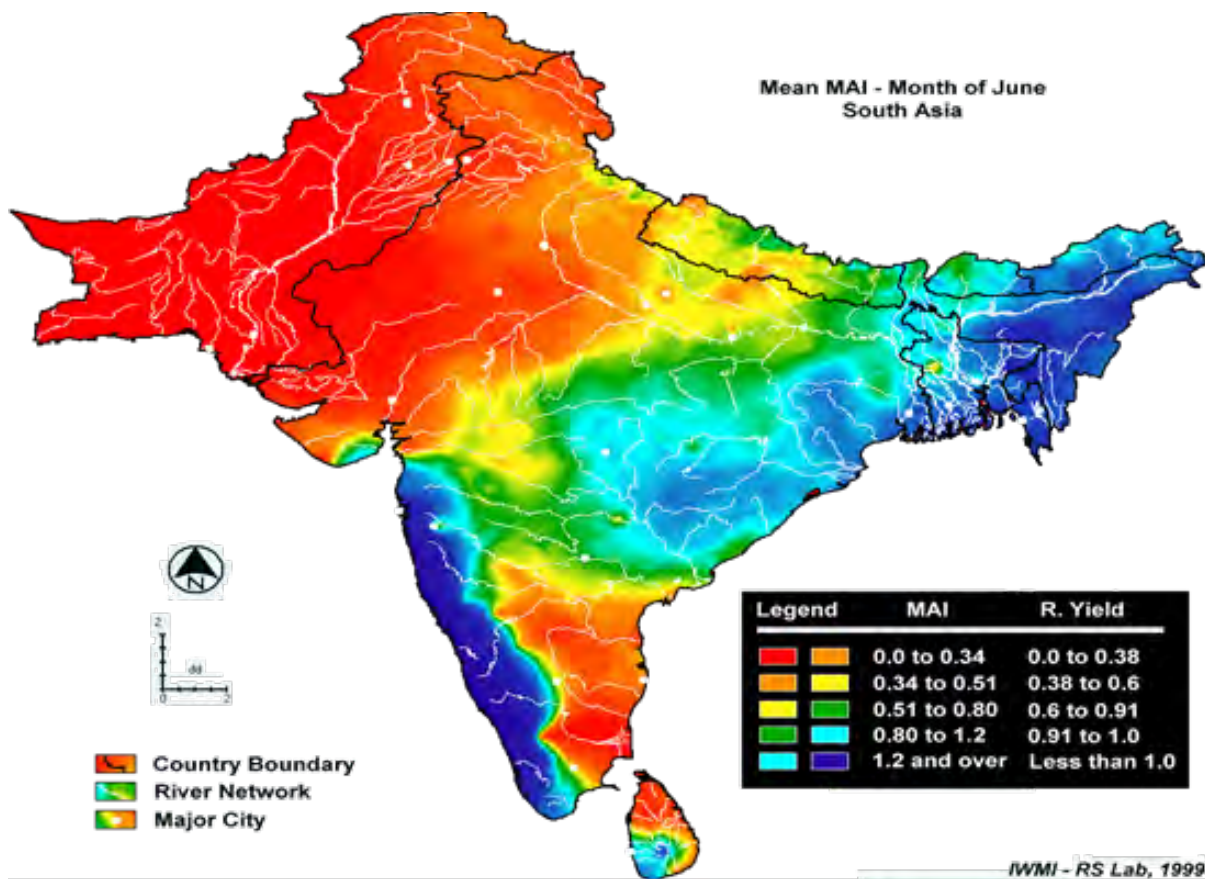 Mean MAI - Month of June
South Asia
N
2
dd
0 2
Country Boundary
River Network
Major City
Legend MAI R. Yield
0.0 to 0.34 0.0 to 0.38
0.34 to 0.51 0.38 to 0.6
0.51 to 0.80 0.6 to 0.91
0.80 to 1.2 0.91 to 1.0
1.2 and over Less than 1.0
IWMI - RS Lab, 1999